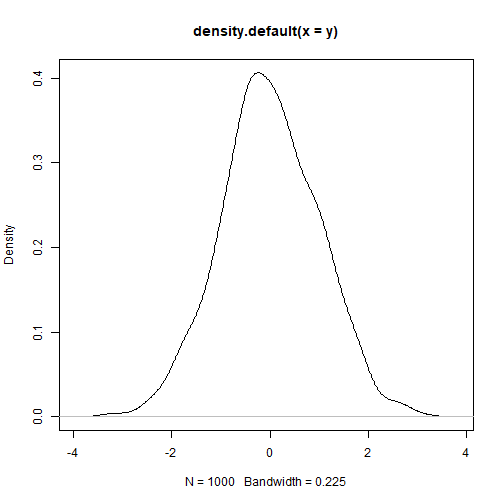 density.default(x = y)
Density
0.4
0.3
0.2
0.1
0.0
-4 -2 0 2 4
N = 1000 Bandwidth = 0.225